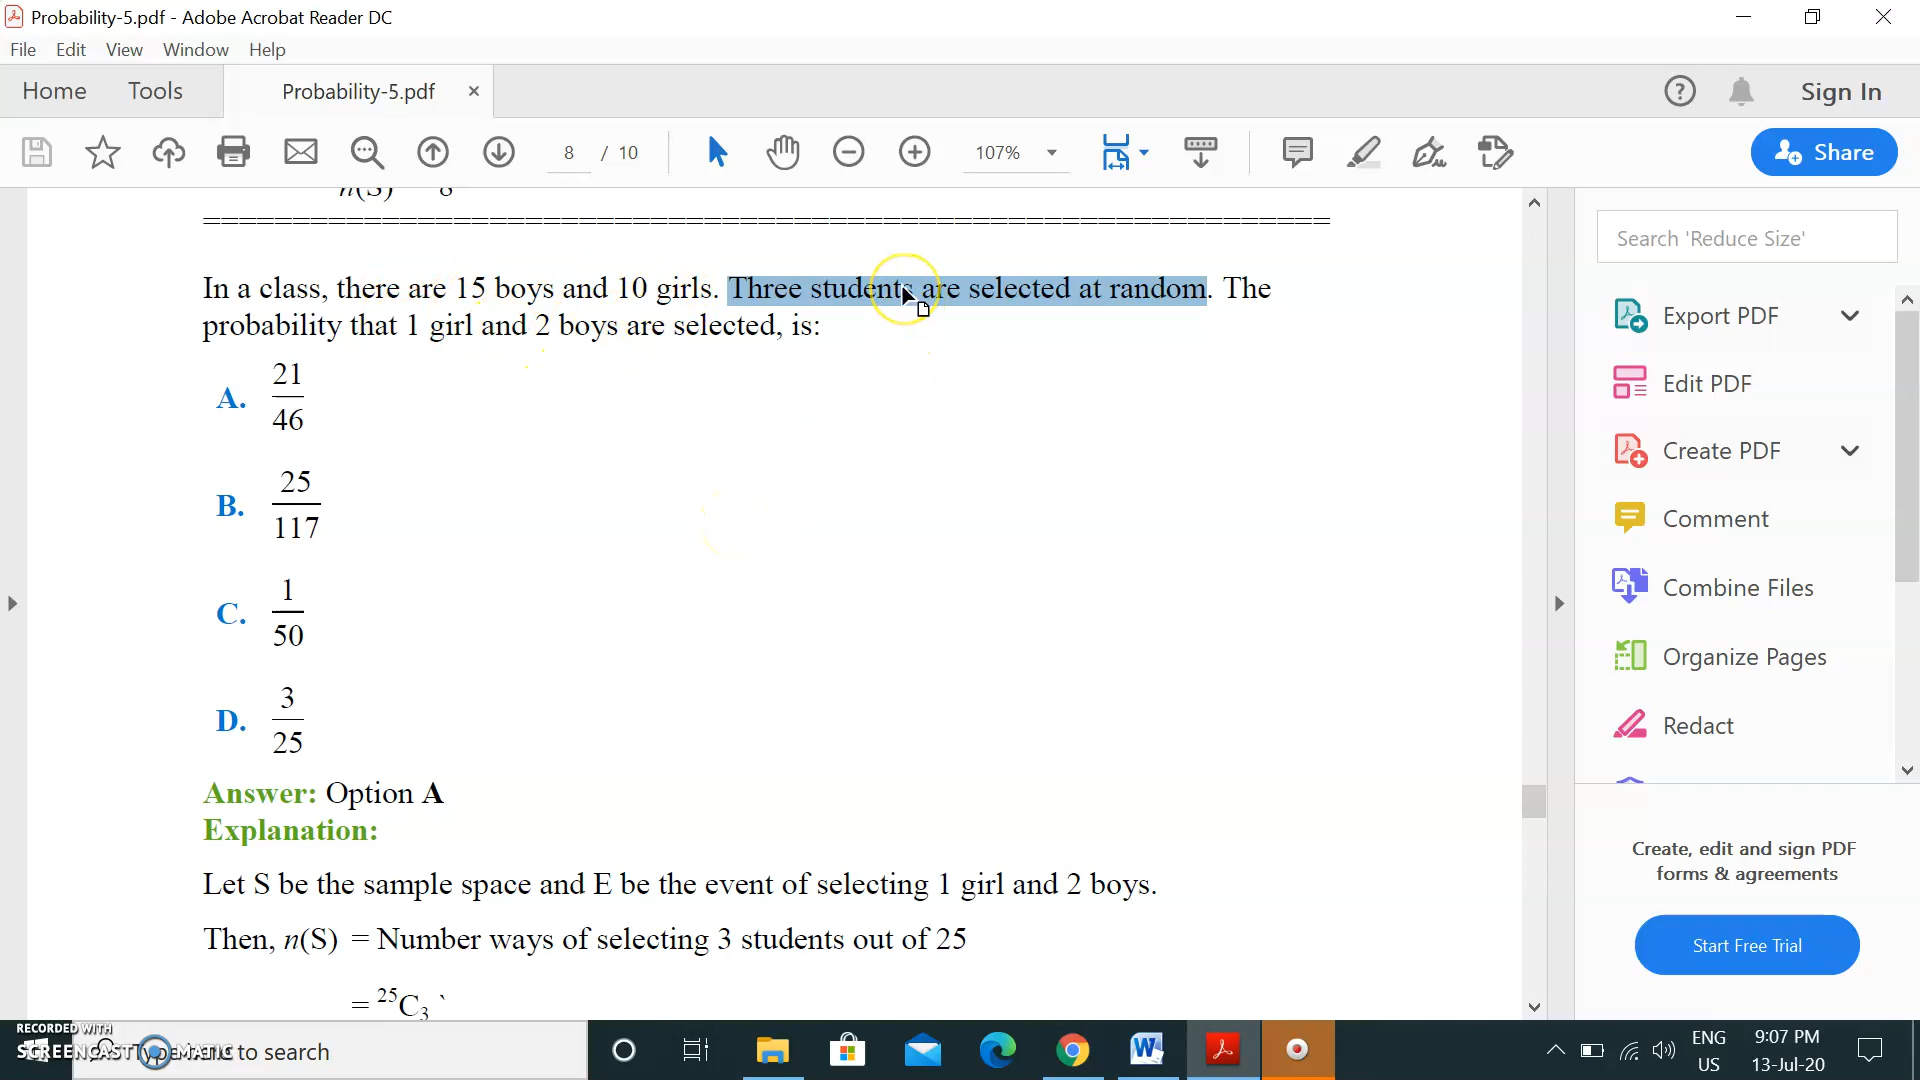 Probability-5.pdf - Adobe Acrobat Reader DC
File Edit View Window Help
Home Tools Probability-5.pdf × Sign In
8 / 10 107% Share
n(S) 8
==============================================================
In a class, there are 15 boys and 10 girls. Three students are selected at random. The
probability that 1 girl and 2 boys are selected, is:
A. 21
46
B. 25
117
C. 1
50
D. 3
25
Answer: Option A
Explanation:
Let S be the sample space and E be the event of selecting 1 girl and 2 boys.
Then, n(S) = Number ways of selecting 3 students out of 25
= ²⁵C₃ `
Search 'Reduce Size'
Export PDF
Edit PDF
Create PDF
Comment
Combine Files
Organize Pages
Redact
Create, edit and sign PDF
forms & agreements
Start Free Trial
RECORDED WITH
SCREENCAST MATIC
Type here to search
ENG
US
9:07 PM
13-Jul-20